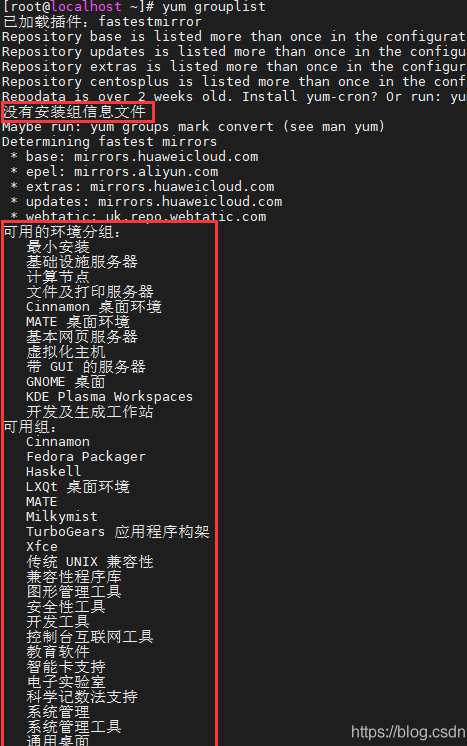 [root@localhost ~]# yum grouplist
已加载插件：fastestmirror
Repository base is listed more than once in the configurat
Repository updates is listed more than once in the configu
Repository extras is listed more than once in the configur
Repository centosplus is listed more than once in the conf
Repodata is over 2 weeks old. Install yum-cron? Or run: yu
没有安装组信息文件
Maybe run: yum groups mark convert (see man yum)
Determining fastest mirrors
* base: mirrors.huaweicloud.com
* epel: mirrors.aliyun.com
* extras: mirrors.huaweicloud.com
* updates: mirrors.huaweicloud.com
* webtatic: uk.repo.webtatic.com
可用的环境分组：
最小安装
基础设施服务器
计算节点
文件及打印服务器
Cinnamon 桌面环境
MATE 桌面环境
基本网页服务器
虚拟化主机
带 GUI 的服务器
GNOME 桌面
KDE Plasma Workspaces
开发及生成工作站
可用组：
Cinnamon
Fedora Packager
Haskell
LXQt 桌面环境
MATE
Milkymist
TurboGears 应用程序构架
Xfce
传统 UNIX 兼容性
兼容性程序库
图形管理工具
安全性工具
开发工具
控制台互联网工具
教育软件
智能卡支持
电子实验室
科学记数法支持
系统管理
系统管理工具
通用桌面
https://blog.csdn